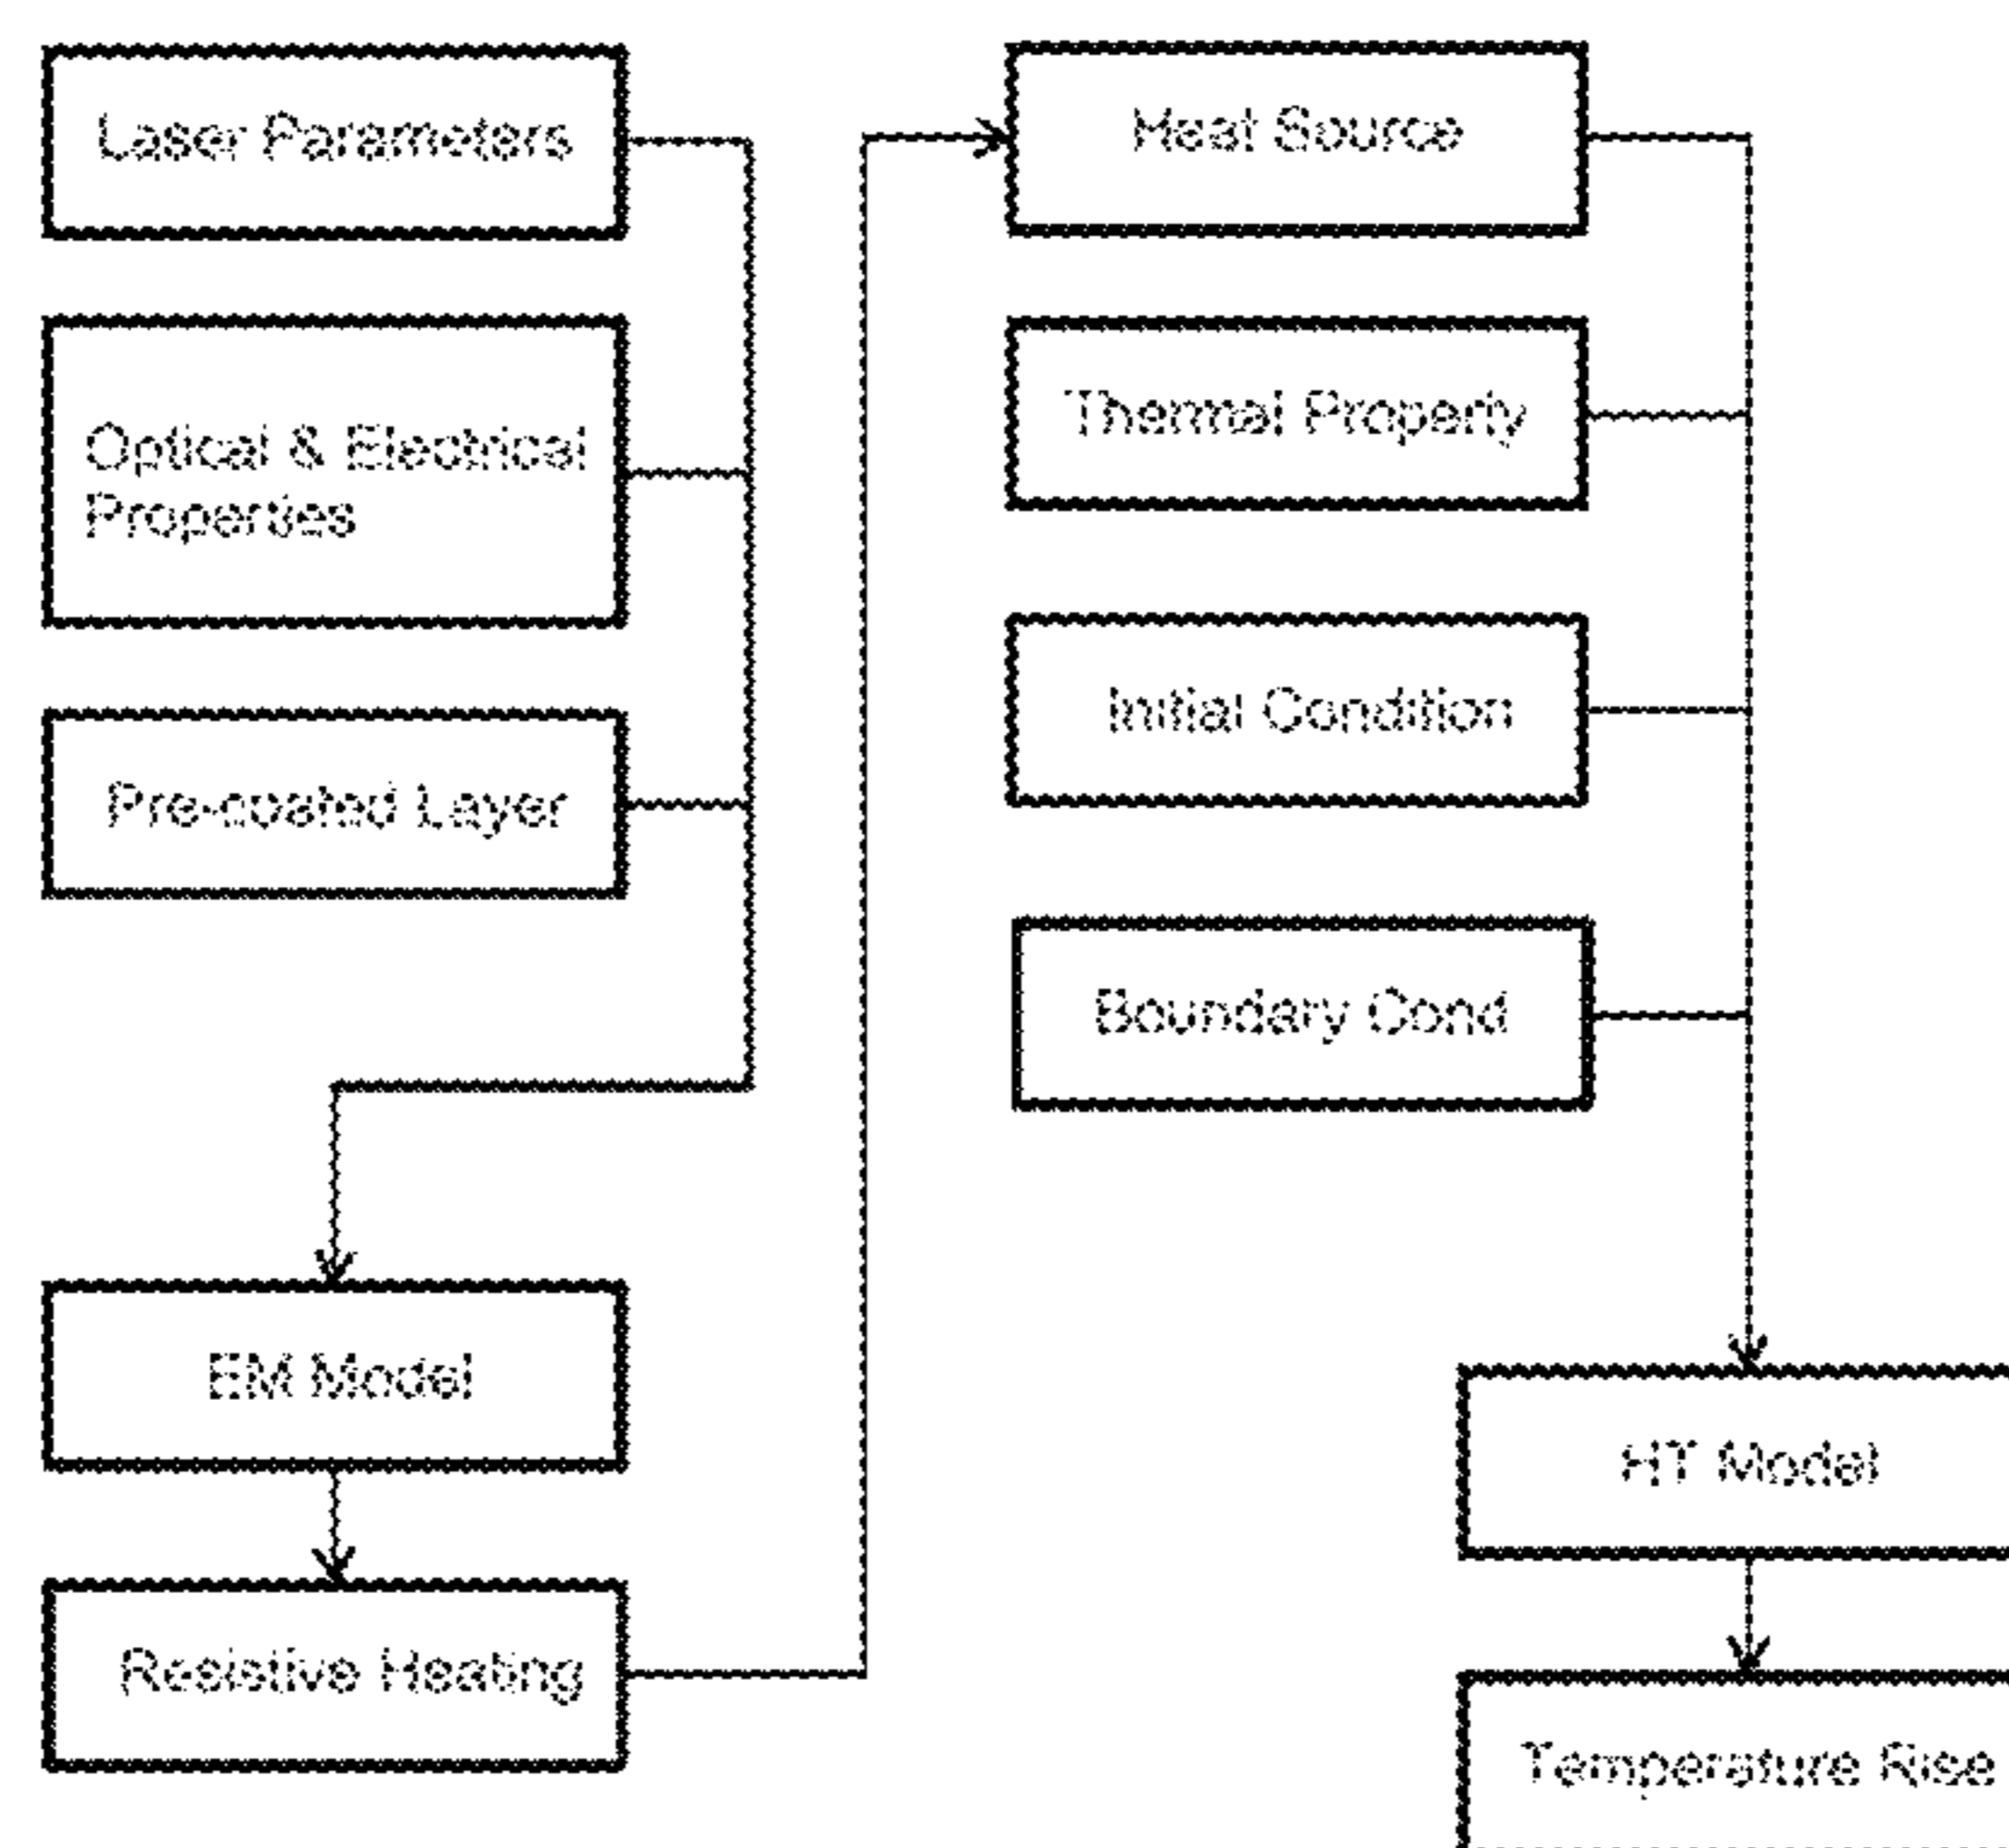 Laser Parameters
Optical & Electrical
Properties
Pre-coated Layer
EM Model
Resistive Heating
Heat Source
Thermal Property
Initial Condition
Boundary Cond
HT Model
Temperature Rise